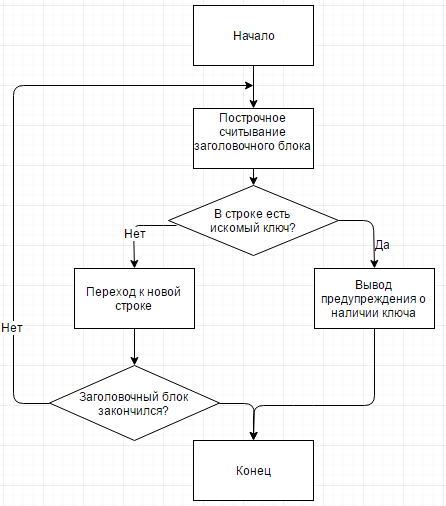 Начало
Построчное
считывание
заголовочного блока
В строке есть
искомый ключ?
Нет
Да
Переход к новой
строке
Вывод
предупреждения о
наличии ключа
Нет
Заголовочный блок
закончился?
Конец